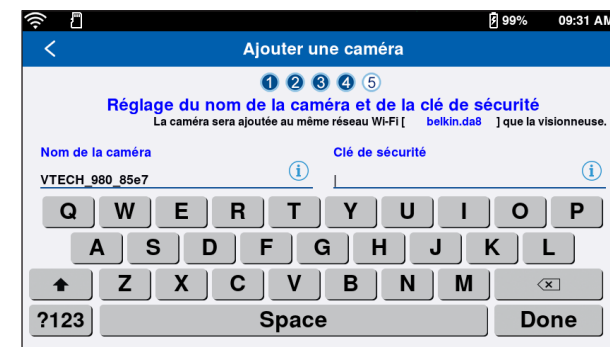 99% 09:31 AM
Ajouter une caméra
1 2 3 4 5
Réglage du nom de la caméra et de la clé de sécurité
La caméra sera ajoutée au même réseau Wi-Fi [ belkin.da8 ] que la visionneuse.
Nom de la caméra Clé de sécurité
VTECH_980_85e7
Q W E R T Y U I O P
A S D F G H J K L
Z X C V B N M
?123 Space Done